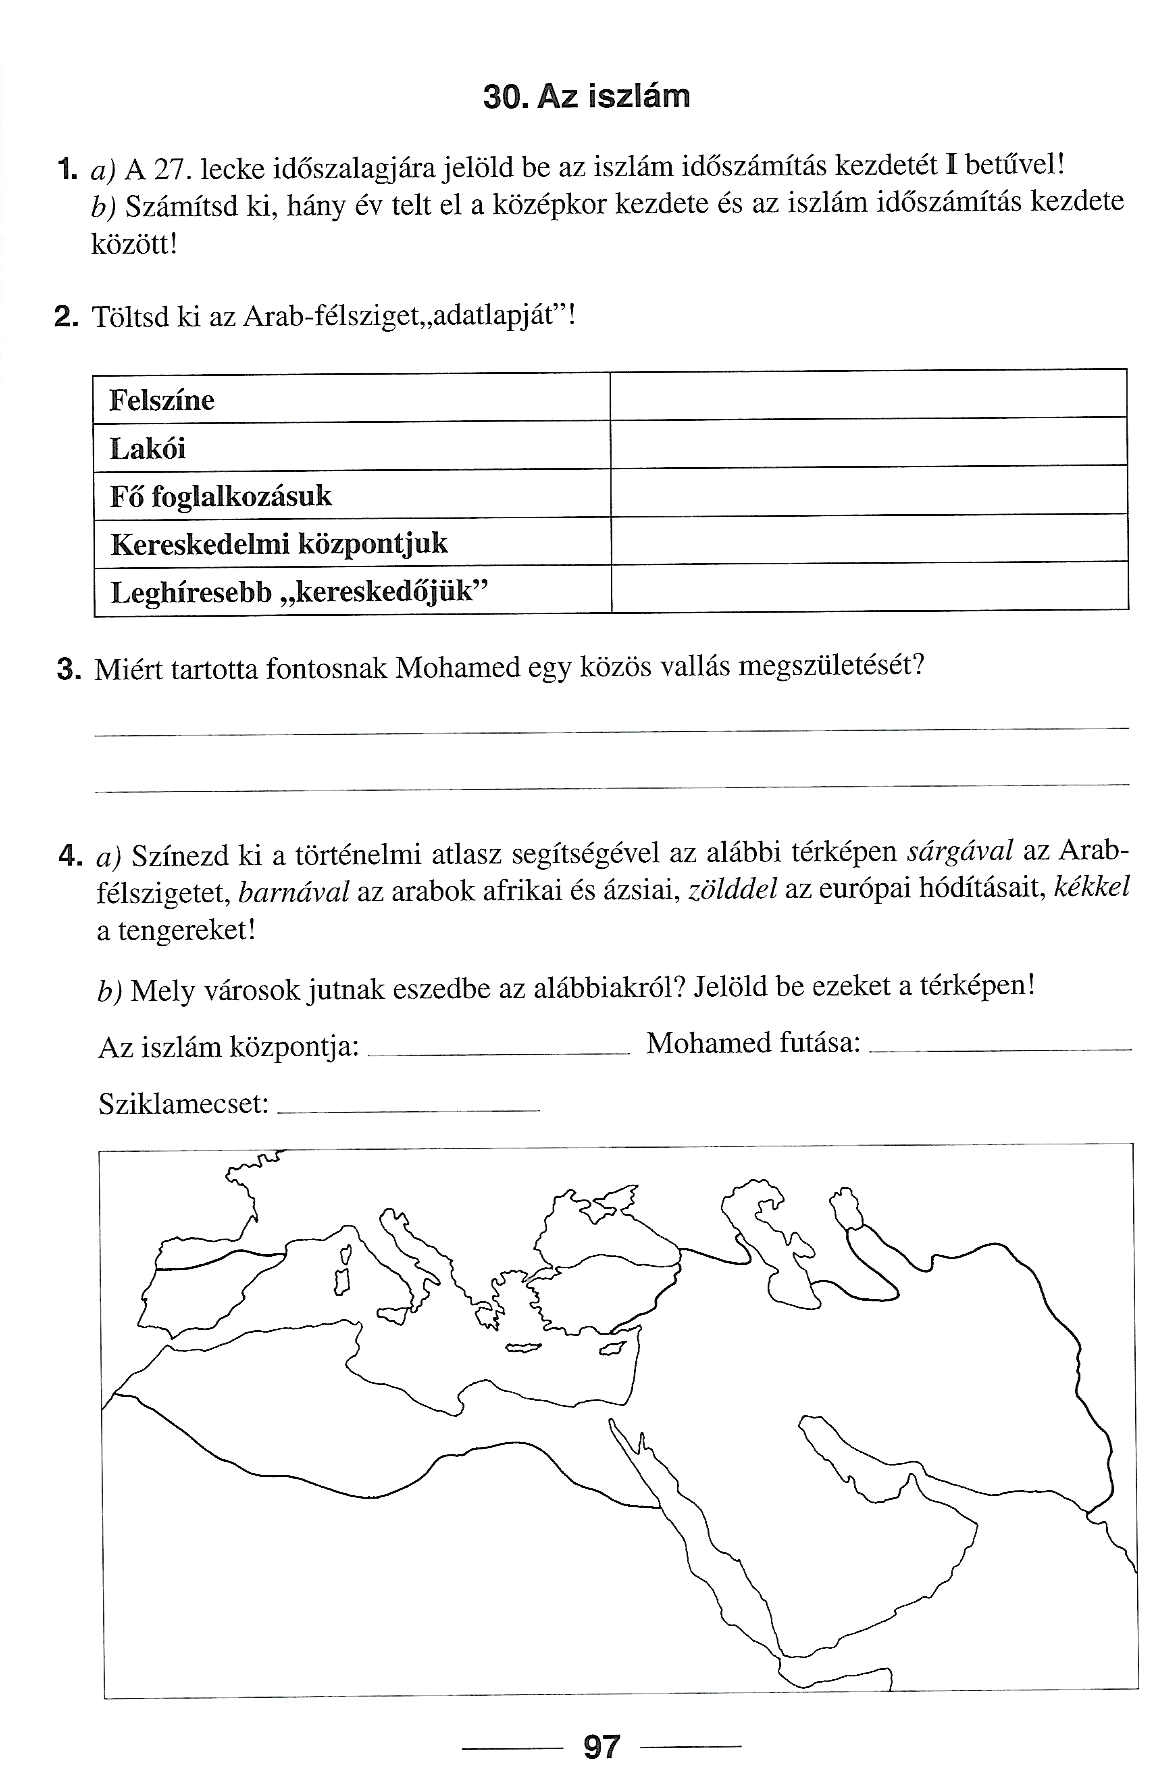 30. Az iszlám
1. a) A 27. lecke időszalagjára jelöld be az iszlám időszámítás kezdetét I betűvel!
b) Számítsd ki, hány év telt el a középkor kezdete és az iszlám időszámítás kezdete
között!
2. Töltsd ki az Arab-félsziget„adatlapját”!
Felszíne
Lakói
Fő foglalkozásuk
Kereskedelmi központjuk
Leghíresebb „kereskedőjük”
3. Miért tartotta fontosnak Mohamed egy közös vallás megszületését?
4. a) Színezd ki a történelmi atlasz segítségével az alábbi térképen sárgával az Arab-
félszigetet, barnával az arabok afrikai és ázsiai, zölddel az európai hódításait, kékkel
a tengereket!
b) Mely városok jutnak eszedbe az alábbiakról? Jelöld be ezeket a térképen!
Az iszlám központja: Mohamed futása:
Sziklamecset:
97